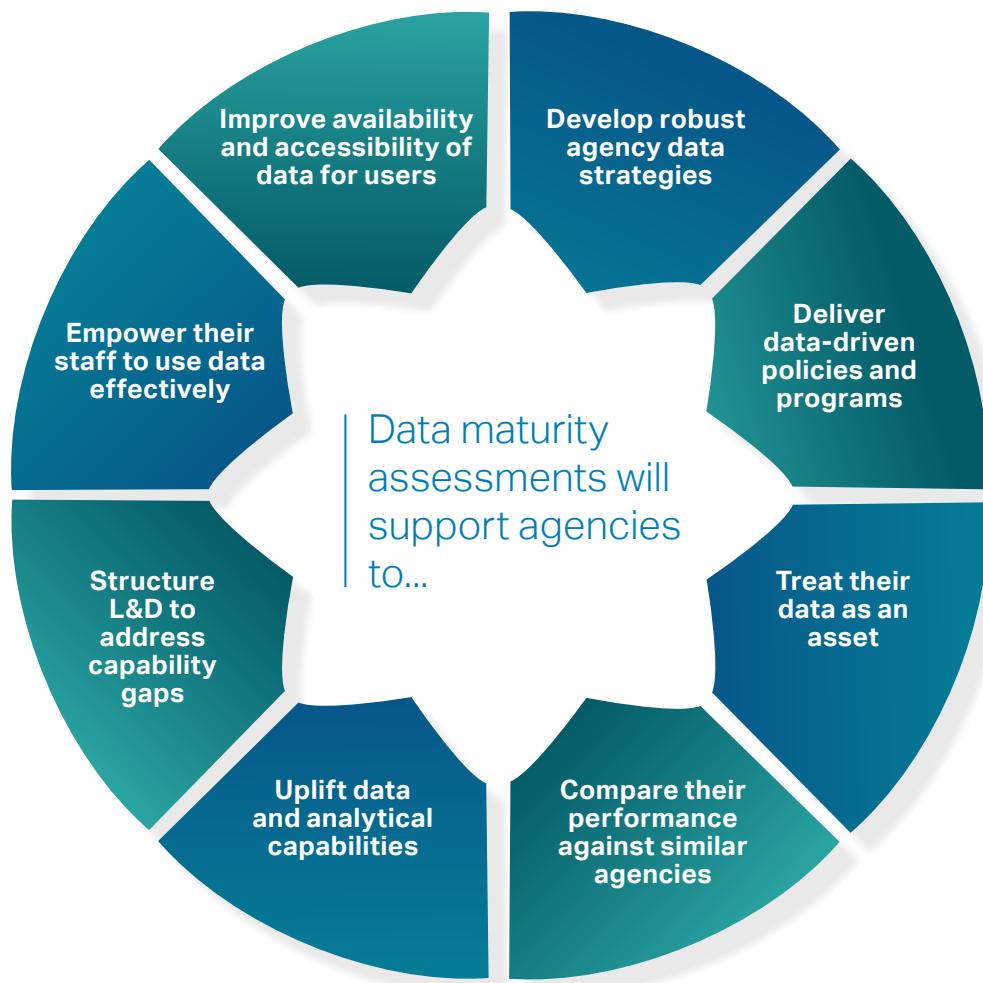 Improve availability
and accessibility of
data for users
Develop robust
agency data
strategies
Deliver
data-driven
policies and
programs
Treat their
data as an
asset
Compare their
performance
against similar
agencies
Uplift data
and analytical
capabilities
Structure
L&D to
address
capability
gaps
Empower their
staff to use data
effectively
Data maturity
assessments will
support agencies
to...